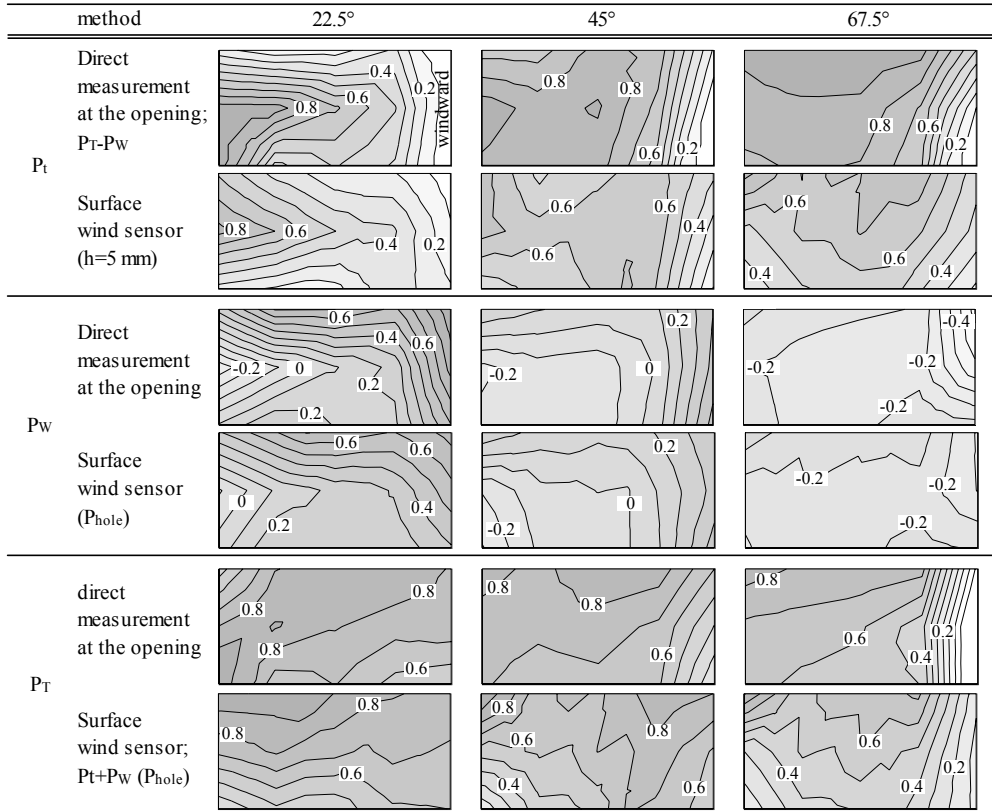 method 22.5° 45° 67.5°
Pt
Direct
measurement
at the opening;
PT-PW
0.4
0.2
0.6
0.8
windward
0.8
0.8
0.6
0.2
0.8
0.6
0.2
Surface
wind sensor
(h=5 mm)
0.8
0.6
0.4
0.2
0.6
0.6
0.6
0.4
0.6
0.6
0.4
0.4
PW
Direct
measurement
at the opening
0.6
0.4
0.6
-0.2
0
0.2
0.2
0.2
0
-0.2
-0.4
-0.2
-0.2
Surface
wind sensor
(Phole)
0.6
0.6
0
0.4
0.2
0.2
0
-0.2
-0.2
-0.2
-0.2
PT
direct
measurement
at the opening
0.8
0.8
0.8
0.6
0.8
0.8
0.6
0.8
0.6
0.2
0.4
Surface
wind sensor;
Pt+PW (Phole)
0.8
0.8
0.6
0.8
0.6
0.8
0.4
0.6
0.6
0.4
0.4
0.2